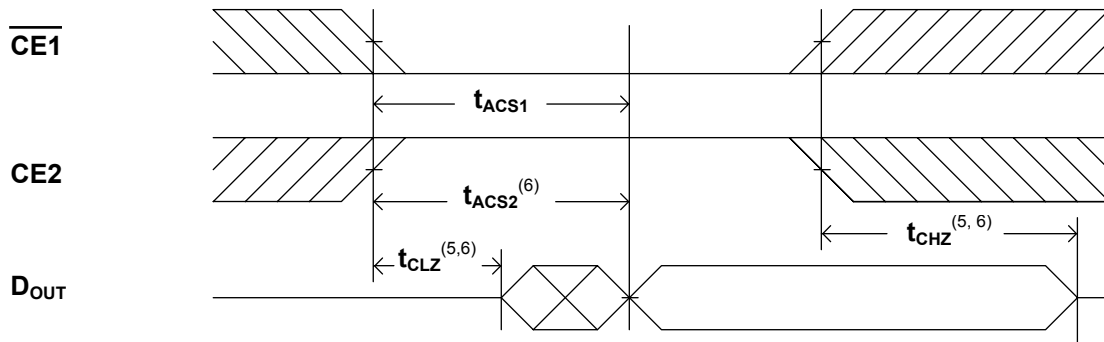 CE1
tACS1
CE2
tACS2(6)
tCHZ(5, 6)
tCLZ(5,6)
DOUT